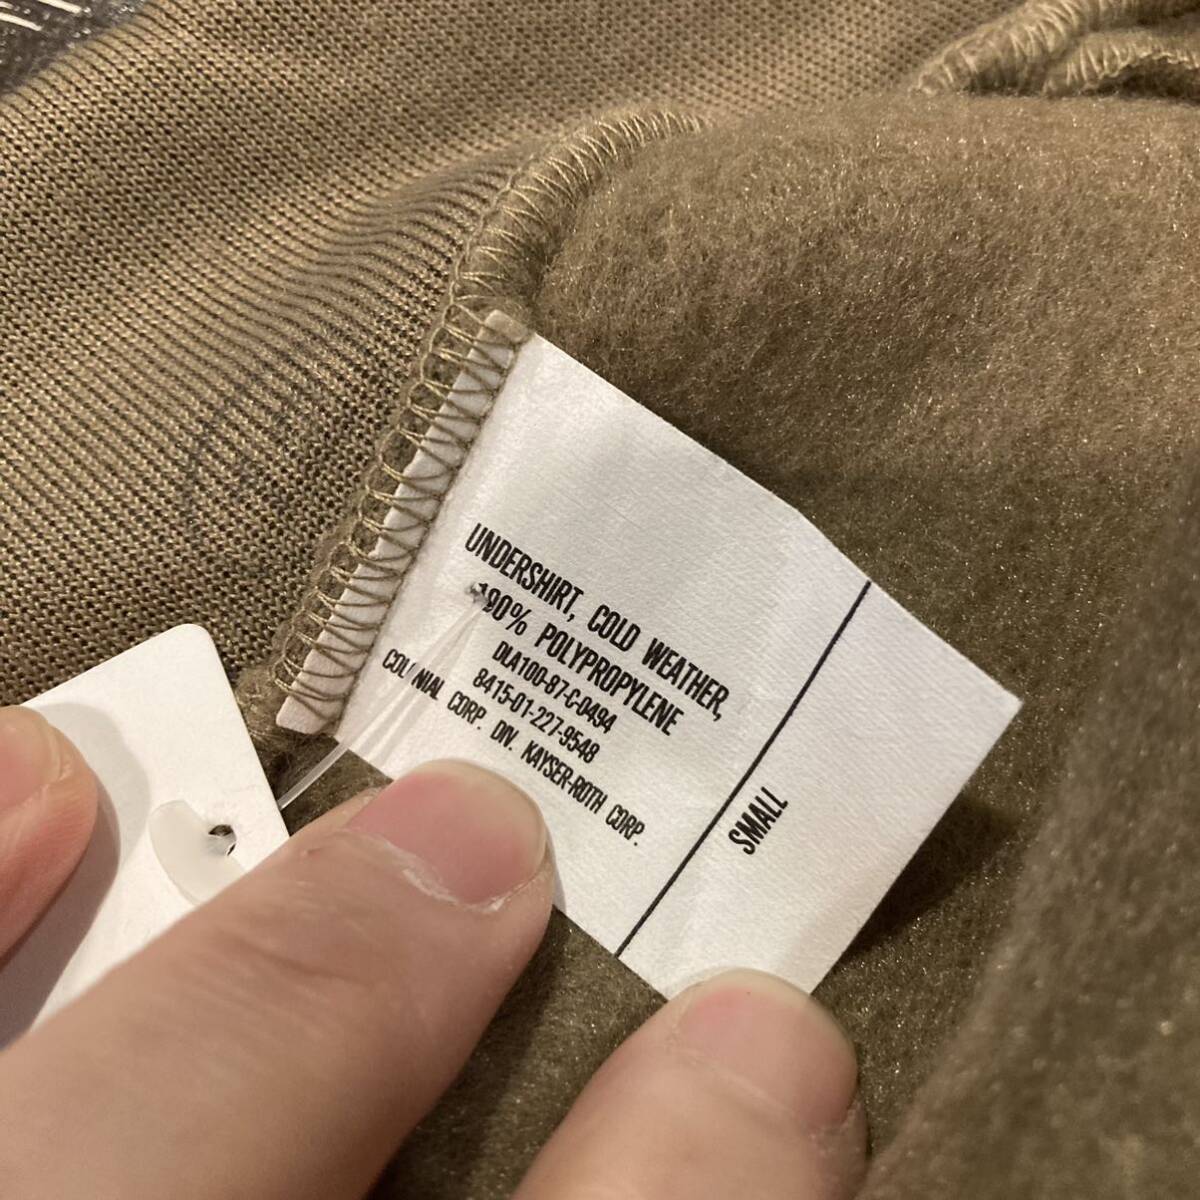 UNDERSHIRT, COLD WEATHER,
100% POLYPROPYLENE
DLA100-87-C-0494
8415-01-227-9548
COLONIAL CORP. DIV. KAYSER-ROTH CORP.
SMALL